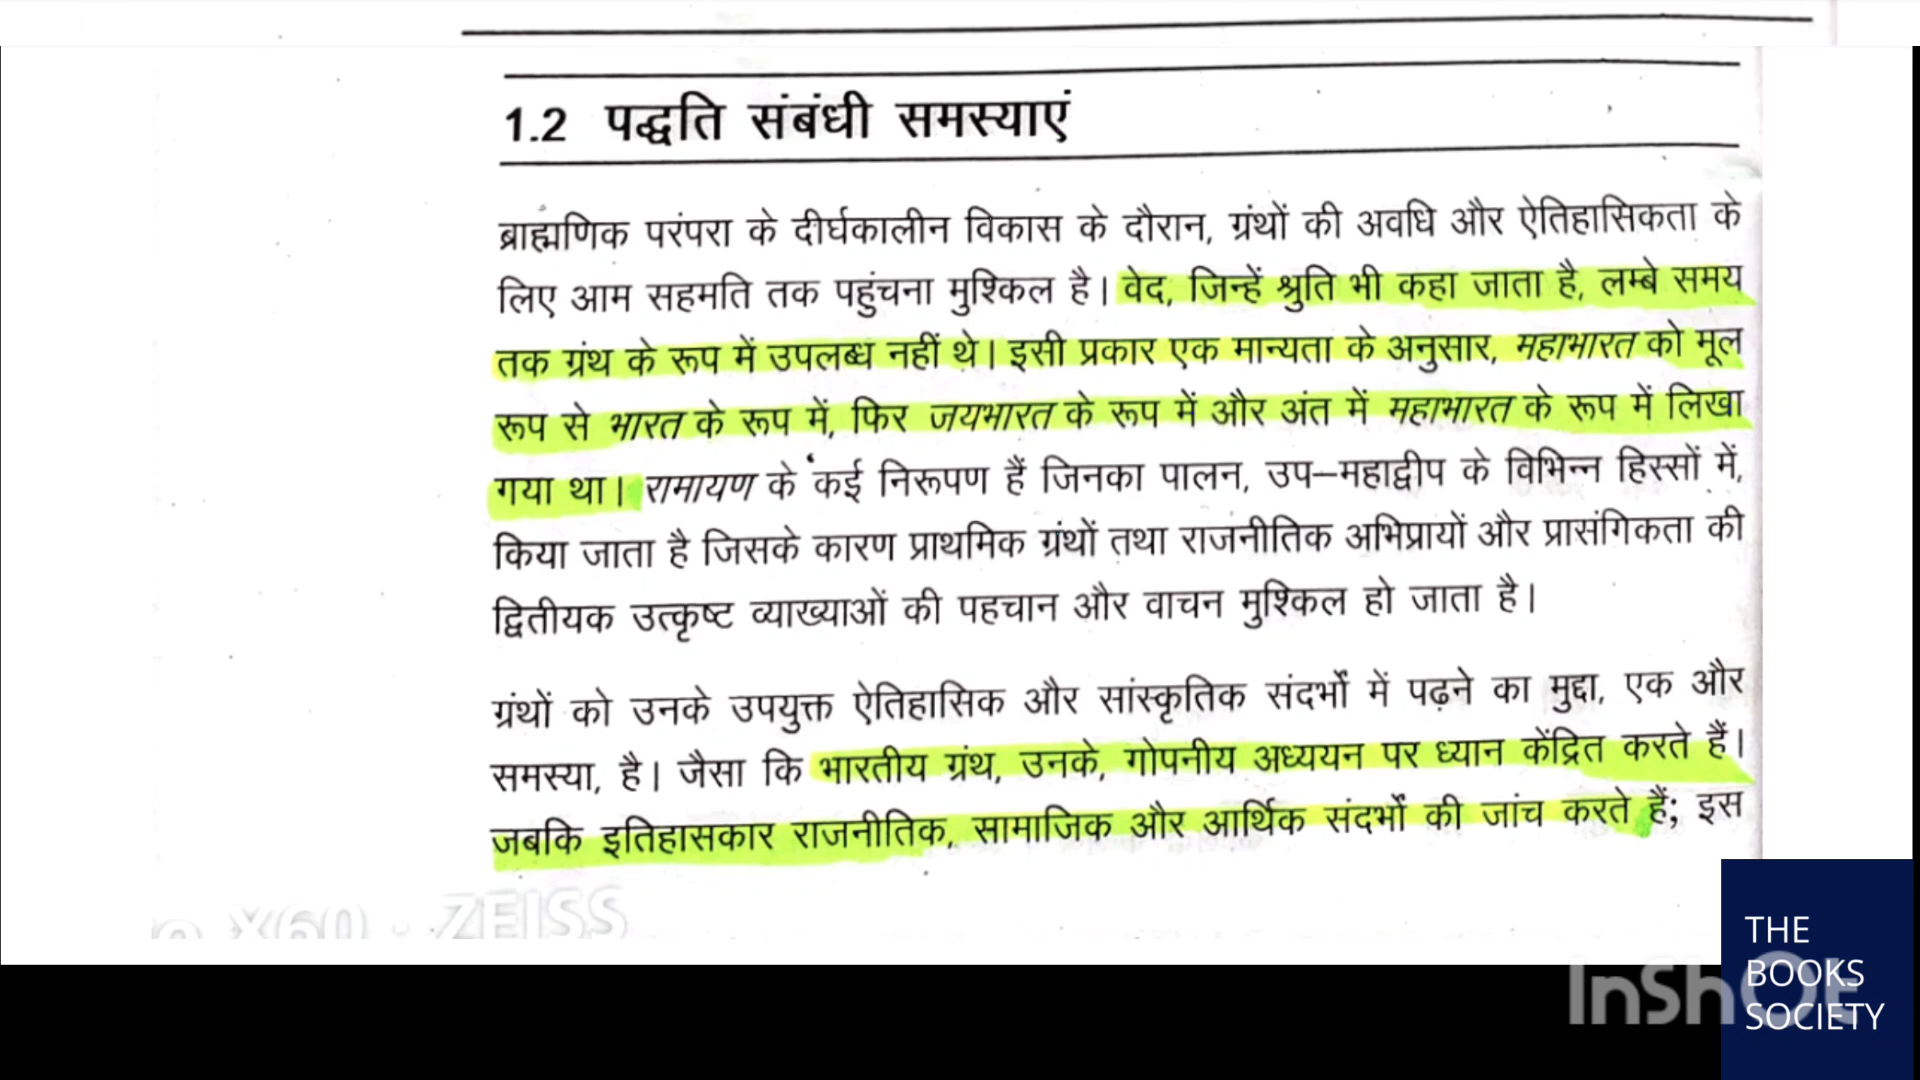 1.2 पद्धति संबंधी समस्याएं
ब्राह्मणिक परंपरा के दीर्घकालीन विकास के दौरान, ग्रंथों की अवधि और ऐतिहासिकता के
लिए आम सहमति तक पहुंचना मुश्किल है। वेद, जिन्हें श्रुति भी कहा जाता है, लम्बे समय
तक ग्रंथ के रूप में उपलब्ध नहीं थे। इसी प्रकार एक मान्यता के अनुसार, महाभारत को मूल
रूप से भारत के रूप में, फिर जयभारत के रूप में और अंत में महाभारत के रूप में लिखा
गया था। रामायण के कई निरूपण हैं जिनका पालन, उप–महाद्वीप के विभिन्न हिस्सों में,
किया जाता है जिसके कारण प्राथमिक ग्रंथों तथा राजनीतिक अभिप्रायों और प्रासंगिकता की
द्वितीयक उत्कृष्ट व्याख्याओं की पहचान और वाचन मुश्किल हो जाता है।
ग्रंथों को उनके उपयुक्त ऐतिहासिक और सांस्कृतिक संदर्भों में पढ़ने का मुद्दा, एक और
समस्या, है। जैसा कि भारतीय ग्रंथ, उनके, गोपनीय अध्ययन पर ध्यान केंद्रित करते हैं।
जबकि इतिहासकार राजनीतिक, सामाजिक और आर्थिक संदर्भों की जांच करते हैं; इस
X60 · ZEISS
InShOt
THE
BOOKS
SOCIETY